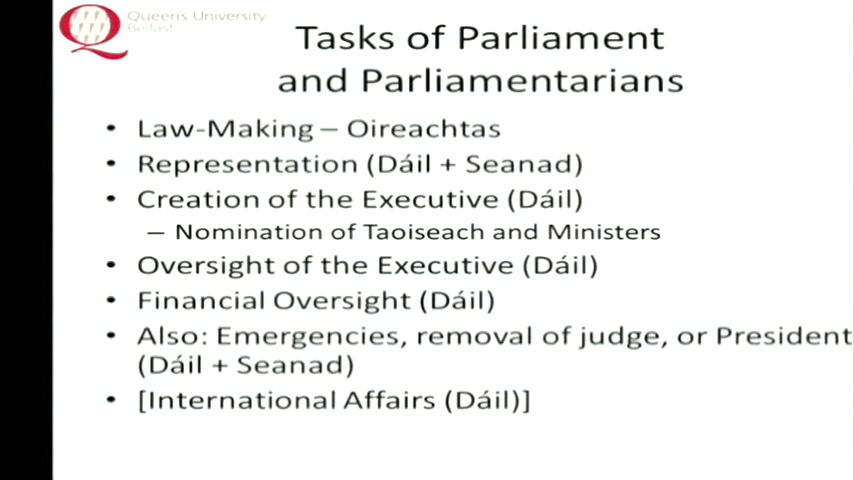 Queen's University
Belfast
Tasks of Parliament
and Parliamentarians
• Law-Making – Oireachtas
• Representation (Dáil + Seanad)
• Creation of the Executive (Dáil)
– Nomination of Taoiseach and Ministers
• Oversight of the Executive (Dáil)
• Financial Oversight (Dáil)
• Also: Emergencies, removal of judge, or President
(Dáil + Seanad)
• [International Affairs (Dáil)]